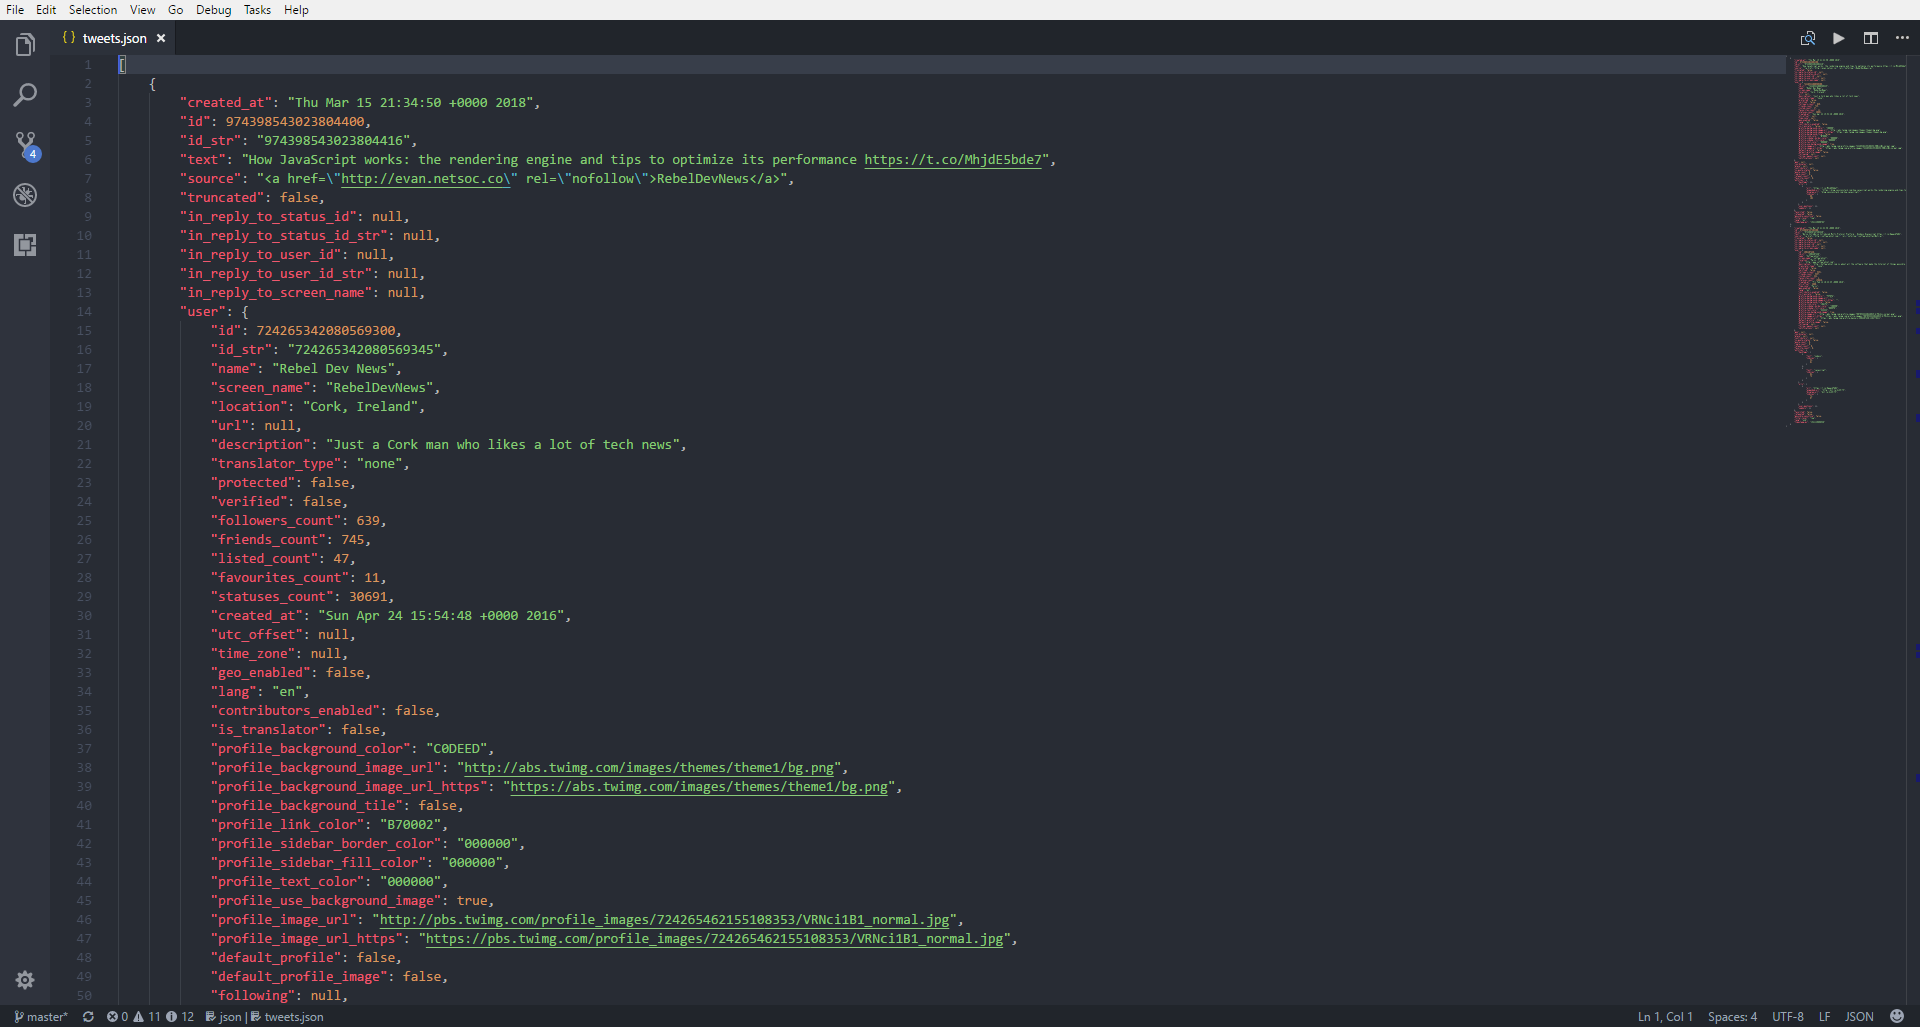 File Edit Selection View Go Debug Tasks Help
{ } tweets.json ×
1 [
2 {
3 "created_at": "Thu Mar 15 21:34:50 +0000 2018",
4 "id": 974398543023804400,
5 "id_str": "974398543023804416",
6 "text": "How JavaScript works: the rendering engine and tips to optimize its performance https://t.co/MhjdE5bde7",
7 "source": "<a href=\"http://evan.netsoc.co\" rel=\"nofollow\">RebelDevNews</a>",
8 "truncated": false,
9 "in_reply_to_status_id": null,
10 "in_reply_to_status_id_str": null,
11 "in_reply_to_user_id": null,
12 "in_reply_to_user_id_str": null,
13 "in_reply_to_screen_name": null,
14 "user": {
15 "id": 724265342080569300,
16 "id_str": "724265342080569345",
17 "name": "Rebel Dev News",
18 "screen_name": "RebelDevNews",
19 "location": "Cork, Ireland",
20 "url": null,
21 "description": "Just a Cork man who likes a lot of tech news",
22 "translator_type": "none",
23 "protected": false,
24 "verified": false,
25 "followers_count": 639,
26 "friends_count": 745,
27 "listed_count": 47,
28 "favourites_count": 11,
29 "statuses_count": 30691,
30 "created_at": "Sun Apr 24 15:54:48 +0000 2016",
31 "utc_offset": null,
32 "time_zone": null,
33 "geo_enabled": false,
34 "lang": "en",
35 "contributors_enabled": false,
36 "is_translator": false,
37 "profile_background_color": "C0DEED",
38 "profile_background_image_url": "http://abs.twimg.com/images/themes/theme1/bg.png",
39 "profile_background_image_url_https": "https://abs.twimg.com/images/themes/theme1/bg.png",
40 "profile_background_tile": false,
41 "profile_link_color": "B70002",
42 "profile_sidebar_border_color": "000000",
43 "profile_sidebar_fill_color": "000000",
44 "profile_text_color": "000000",
45 "profile_use_background_image": true,
46 "profile_image_url": "http://pbs.twimg.com/profile_images/724265462155108353/VRNci1B1_normal.jpg",
47 "profile_image_url_https": "https://pbs.twimg.com/profile_images/724265462155108353/VRNci1B1_normal.jpg",
48 "default_profile": false,
49 "default_profile_image": false,
50 "following": null,
4
master* 0 11 12 json | tweets.json Ln 1, Col 1 Spaces: 4 UTF-8 LF JSON